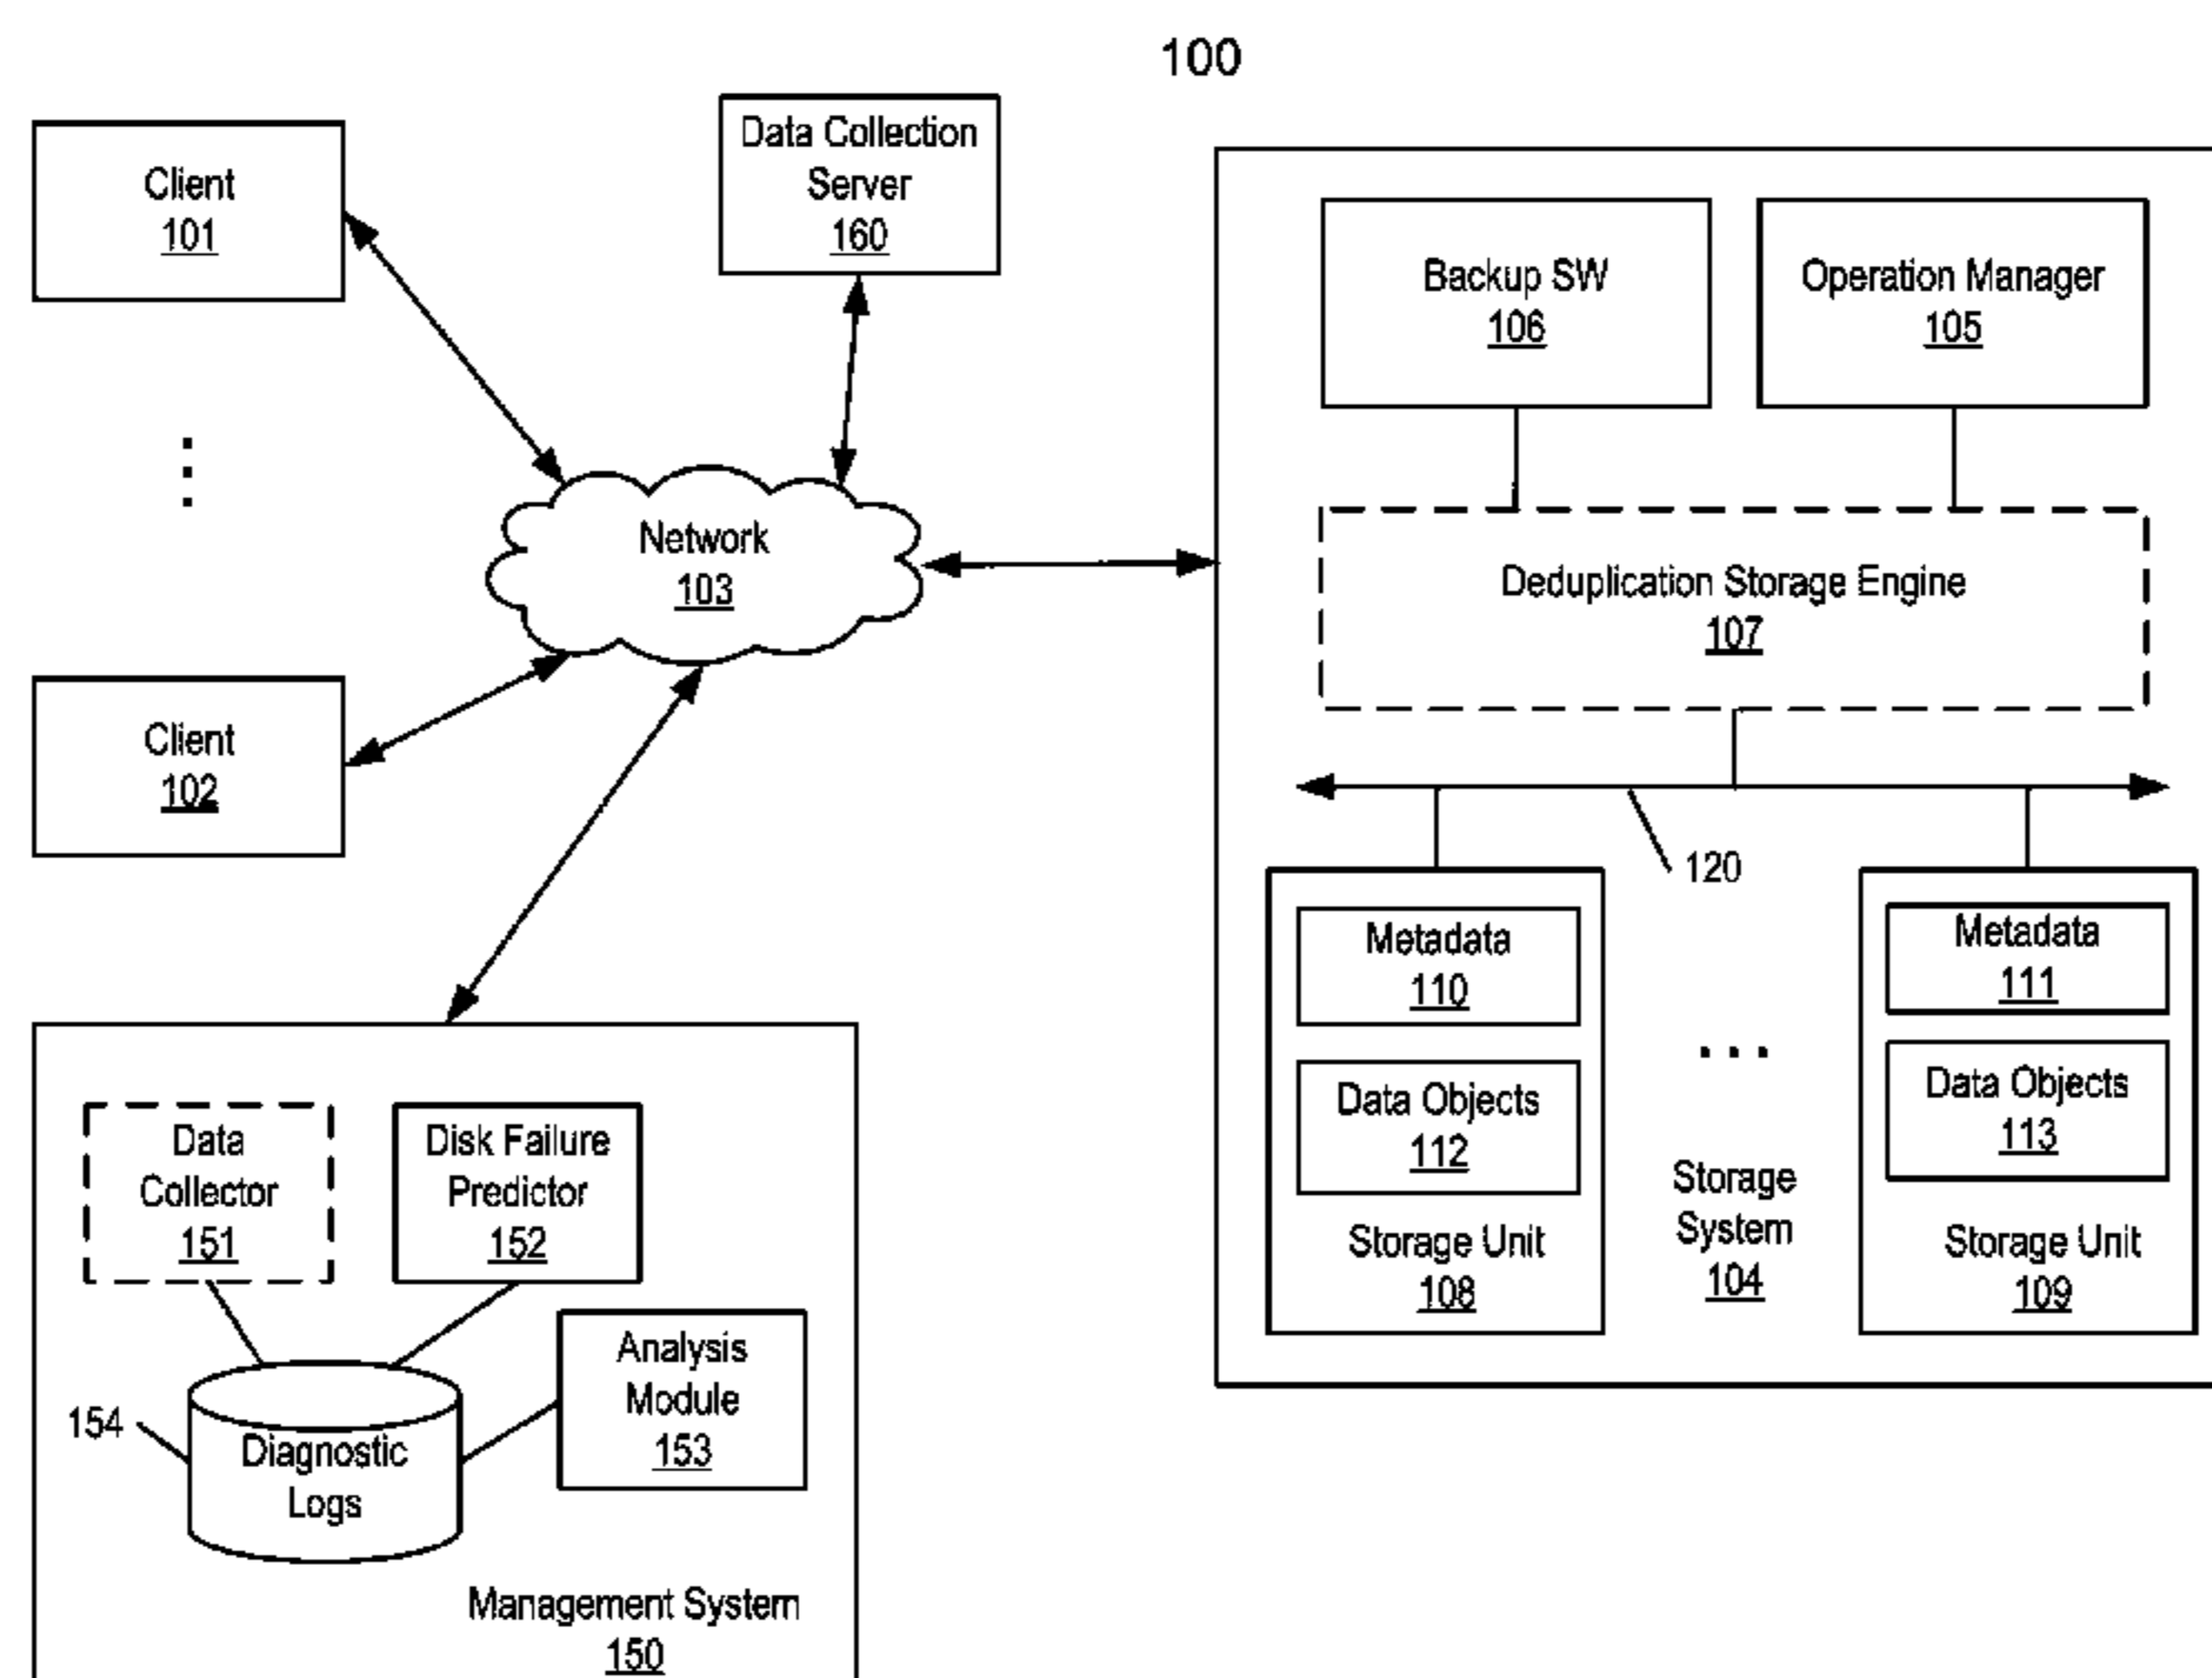 100
Client
101
Data Collection
Server
160
Backup SW
106
Operation Manager
105
Network
103
Deduplication Storage Engine
107
Client
102
120
Metadata
110
Metadata
111
Data Objects
112
Data Objects
113
Storage
System
104
Storage Unit
108
Storage Unit
109
Data
Collector
151
Disk Failure
Predictor
152
Analysis
Module
153
154
Diagnostic
Logs
Management System
150